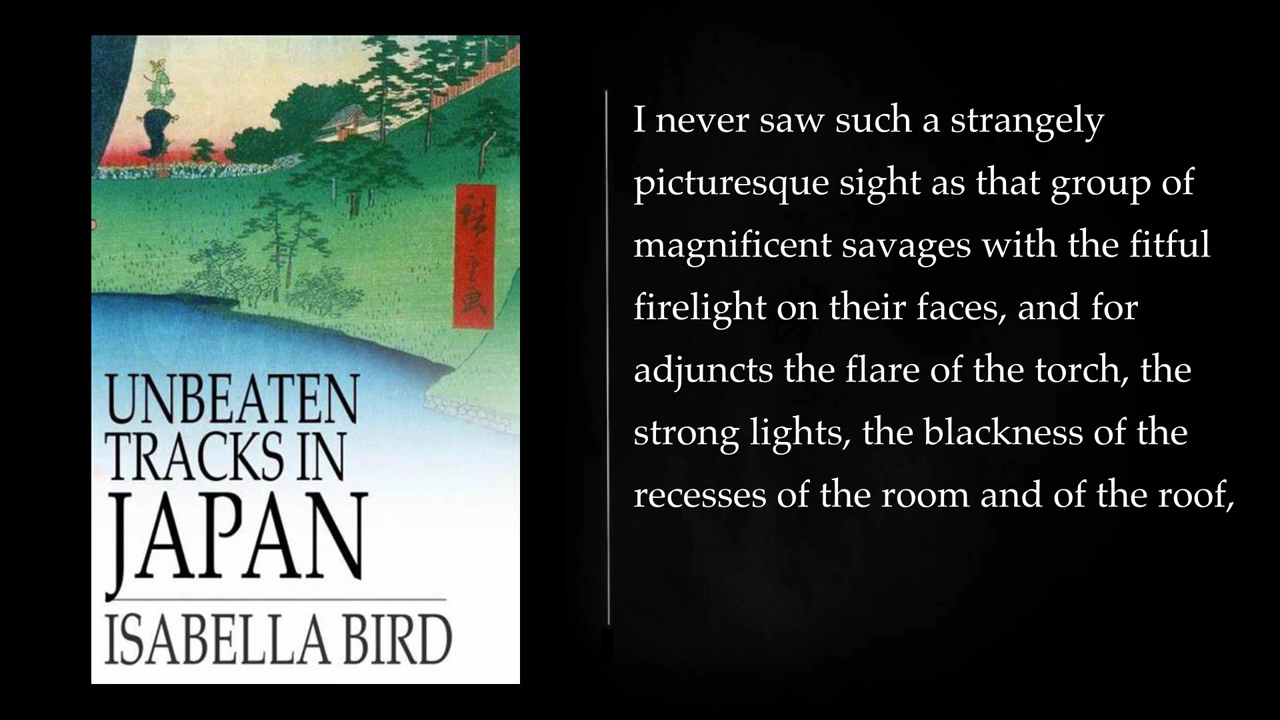 UNBEATEN
TRACKS IN
JAPAN
ISABELLA BIRD
I never saw such a strangely
picturesque sight as that group of
magnificent savages with the fitful
firelight on their faces, and for
adjuncts the flare of the torch, the
strong lights, the blackness of the
recesses of the room and of the roof,